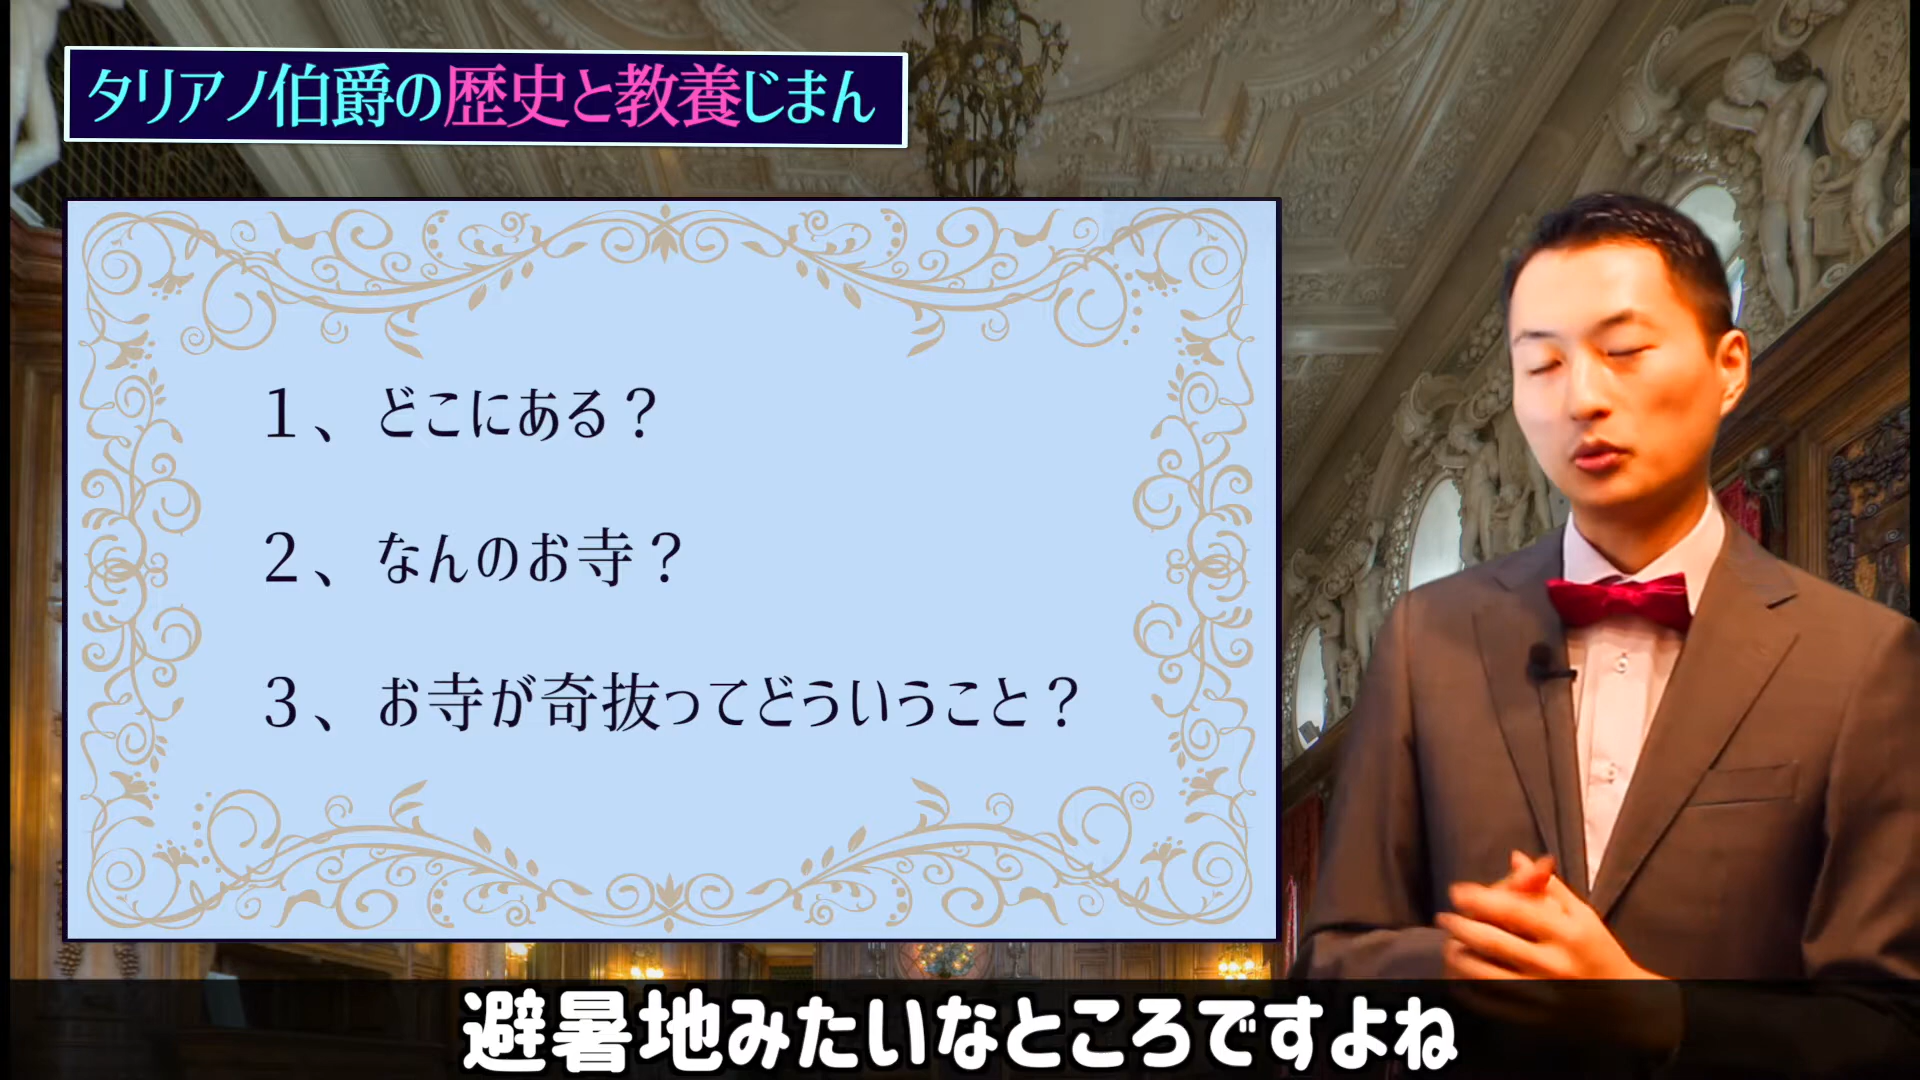 タリアノ伯爵の歴史と教養じまん
１、どこにある？
２、なんのお寺？
３、お寺が奇抜ってどういうこと？
避暑地みたいなところですよね